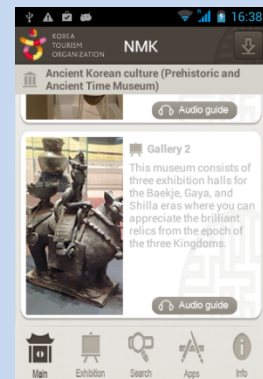 16:38
KOREA
TOURISM
ORGANIZATION
NMK
Ancient Korean culture (Prehistoric and
Ancient Time Museum)
Audio guide
Gallery 2
This museum consists of
three exhibition halls for
the Baekje, Gaya, and
Shilla eras where you can
appreciate the brilliant
relics from the epoch of
the three Kingdoms.
Audio guide
Main
Exhibition
Search
Apps
Info